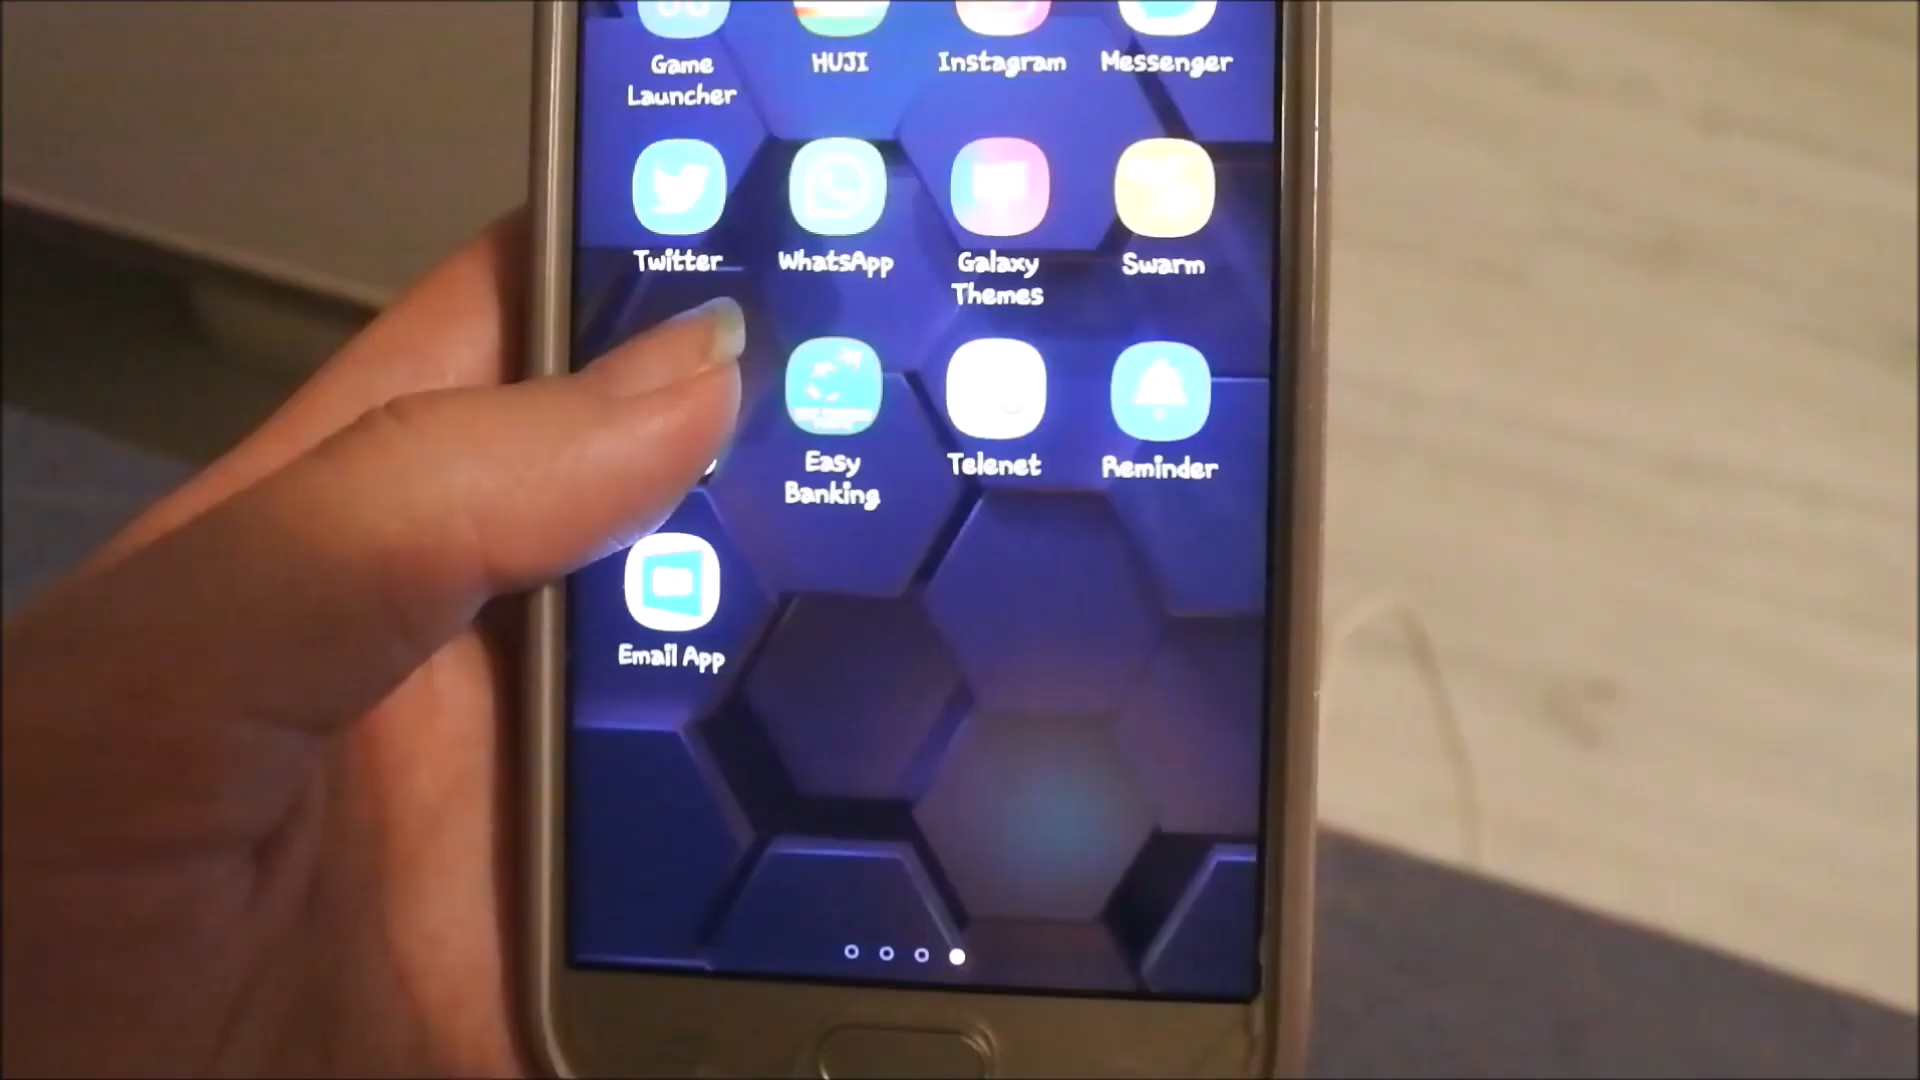 Game
Launcher
HUJI
Instagram
Messenger
Twitter
WhatsApp
Galaxy
Themes
Swarm
Easy
Banking
Telenet
Reminder
Email App